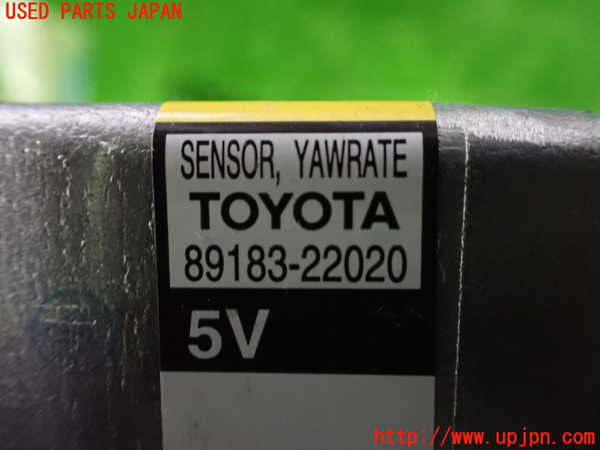 USED PARTS JAPAN
SENSOR, YAWRATE
TOYOTA
89183-22020
5V
http://www.upjpn.com/